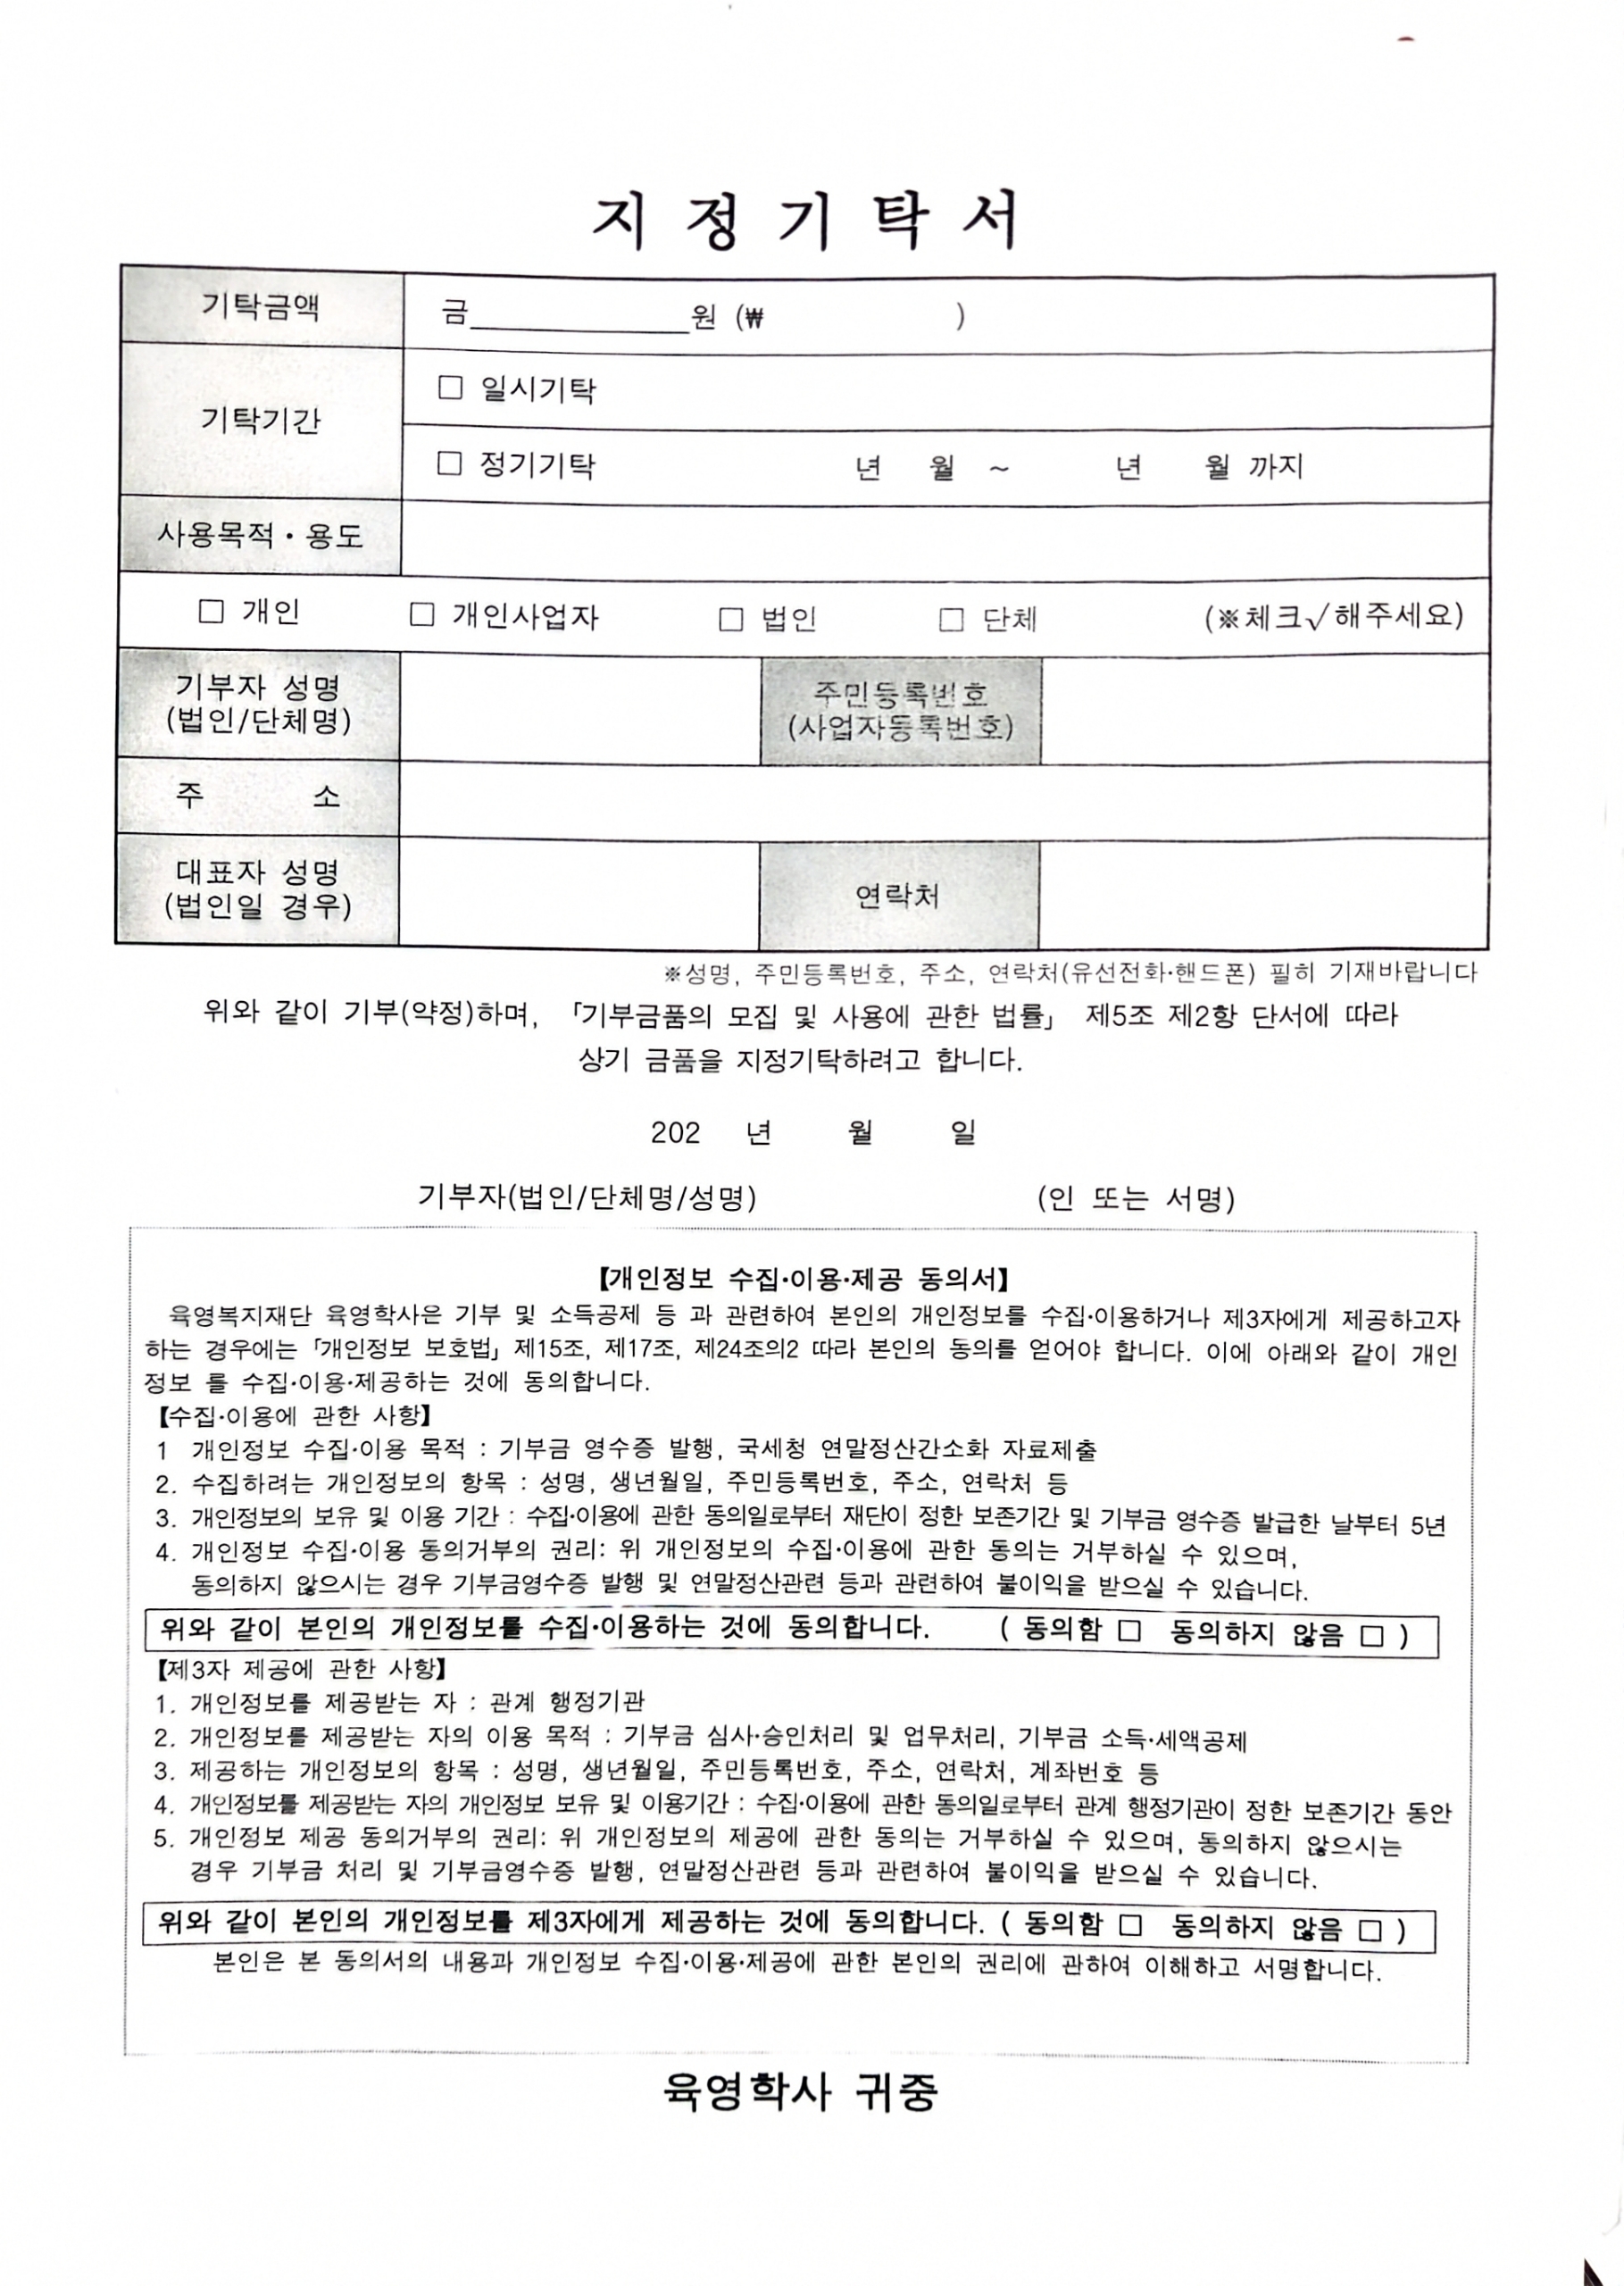 지 정 기 탁 서
기탁금액 금 원 (₩ )
기탁기간
□ 일시기탁
□ 정기기탁 년 월 ~ 년 월 까지
사용목적・용도
□ 개인 □ 개인사업자 □ 법인 □ 단체 (※체크√해주세요)
기부자 성명
(법인/단체명)
주민등록번호
(사업자등록번호)
주 소
대표자 성명
(법인일 경우)
연락처
※성명, 주민등록번호, 주소, 연락처(유선전화·핸드폰) 필히 기재바랍니다
위와 같이 기부(약정)하며, 「기부금품의 모집 및 사용에 관한 법률」 제5조 제2항 단서에 따라
상기 금품을 지정기탁하려고 합니다.
202 년 월 일
기부자(법인/단체명/성명) (인 또는 서명)
【개인정보 수집·이용·제공 동의서】
육영복지재단 육영학사은 기부 및 소득공제 등 과 관련하여 본인의 개인정보를 수집·이용하거나 제3자에게 제공하고자
하는 경우에는 「개인정보 보호법」 제15조, 제17조, 제24조의2 따라 본인의 동의를 얻어야 합니다. 이에 아래와 같이 개인
정보 를 수집·이용·제공하는 것에 동의합니다.
【수집·이용에 관한 사항】
1 개인정보 수집·이용 목적 : 기부금 영수증 발행, 국세청 연말정산간소화 자료제출
2. 수집하려는 개인정보의 항목 : 성명, 생년월일, 주민등록번호, 주소, 연락처 등
3. 개인정보의 보유 및 이용 기간 : 수집·이용에 관한 동의일로부터 재단이 정한 보존기간 및 기부금 영수증 발급한 날부터 5년
4. 개인정보 수집·이용 동의거부의 권리: 위 개인정보의 수집·이용에 관한 동의는 거부하실 수 있으며,
동의하지 않으시는 경우 기부금영수증 발행 및 연말정산관련 등과 관련하여 불이익을 받으실 수 있습니다.
위와 같이 본인의 개인정보를 수집·이용하는 것에 동의합니다. ( 동의함 □ 동의하지 않음 □ )
【제3자 제공에 관한 사항】
1. 개인정보를 제공받는 자 : 관계 행정기관
2. 개인정보를 제공받는 자의 이용 목적 : 기부금 심사·승인처리 및 업무처리, 기부금 소득·세액공제
3. 제공하는 개인정보의 항목 : 성명, 생년월일, 주민등록번호, 주소, 연락처, 계좌번호 등
4. 개인정보를 제공받는 자의 개인정보 보유 및 이용기간 : 수집·이용에 관한 동의일로부터 관계 행정기관이 정한 보존기간 동안
5. 개인정보 제공 동의거부의 권리: 위 개인정보의 제공에 관한 동의는 거부하실 수 있으며, 동의하지 않으시는
경우 기부금 처리 및 기부금영수증 발행, 연말정산관련 등과 관련하여 불이익을 받으실 수 있습니다.
위와 같이 본인의 개인정보를 제3자에게 제공하는 것에 동의합니다. ( 동의함 □ 동의하지 않음 □ )
본인은 본 동의서의 내용과 개인정보 수집·이용·제공에 관한 본인의 권리에 관하여 이해하고 서명합니다.
육영학사 귀중